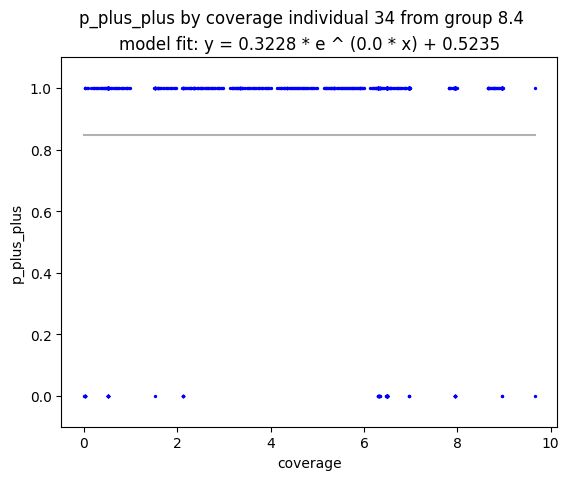 p_plus_plus by coverage individual 34 from group 8.4
model fit: y = 0.3228 * e ^ (0.0 * x) + 0.5235
1.0
0.8
0.6
0.4
0.2
0.0
p_plus_plus
0 2 4 6 8 10
coverage